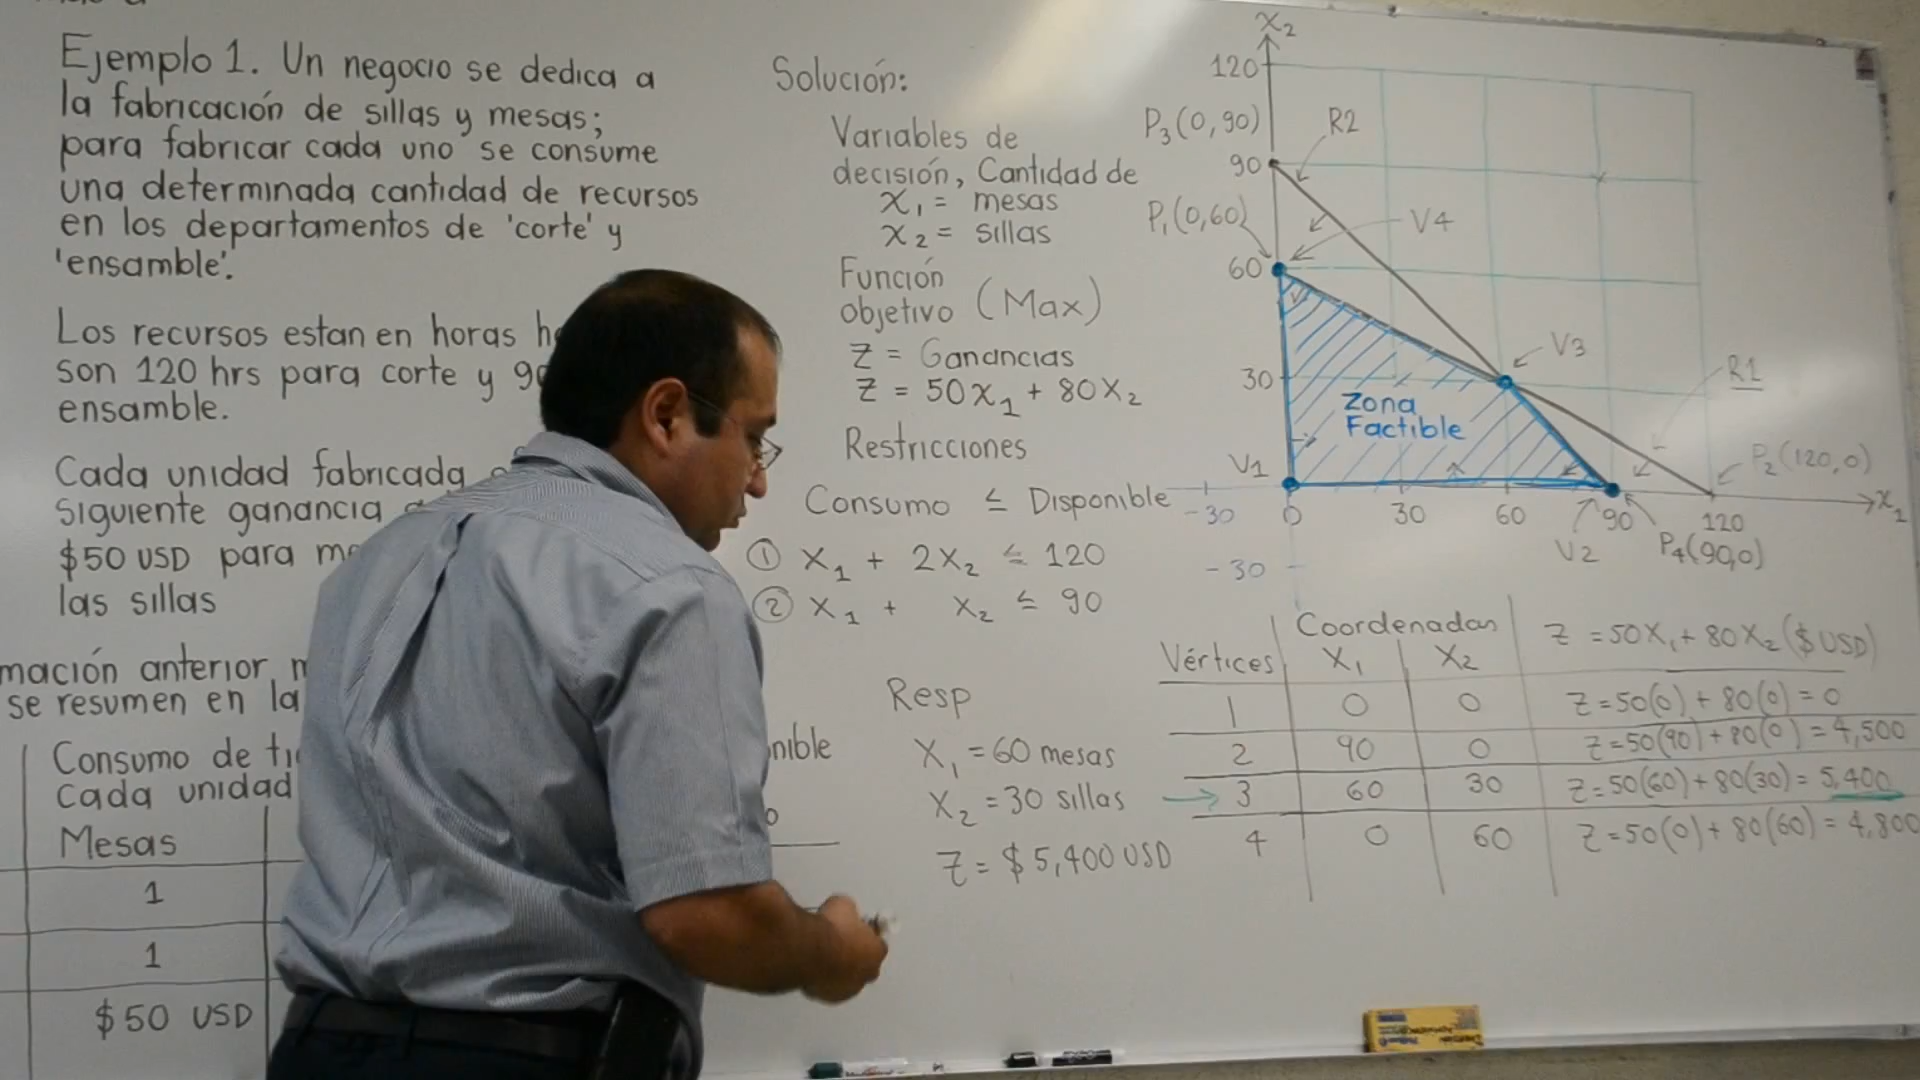 Ejemplo 1. Un negocio se dedica a
la fabricación de sillas y mesas;
para fabricar cada uno se consume
una determinada cantidad de recursos
en los departamentos de 'corte' y
'ensamble'.
Los recursos estan en horas
son 120 hrs para corte y
ensamble.
Cada unidad fabricada
siguiente ganancia
$50 USD para
las sillas
mación anterior
se resumen en la
Consumo de
cada unidad
Mesas
1
1
$50 USD
nible
Solución:
Variables de
decisión, Cantidad de
x₁ = mesas
x₂ = sillas
Función
objetivo (Max)
Z = Ganancias
Z = 50x₁ + 80x₂
Restricciones
Consumo ≤ Disponible
① x₁ + 2x₂ ≤ 120
② x₁ + x₂ ≤ 90
Resp
x₁ = 60 mesas
x₂ = 30 sillas
Z = $5,400 USD
x₂
120
P₃(0,90)
R2
90
P₁(0,60)
V4
60
V3
30
R1
Zona
Factible
V1
P₂(120,0)
-30 0 30 60 90 120 x₁
V2
P₄(90,0)
-30
Coordenadas Z = 50x₁ + 80x₂ ($USD)
Vértices x₁ x₂
1 0 0 Z = 50(0) + 80(0) = 0
2 90 0 Z = 50(90) + 80(0) = 4,500
→ 3 60 30 Z = 50(60) + 80(30) = 5,400
4 0 60 Z = 50(0) + 80(60) = 4,800